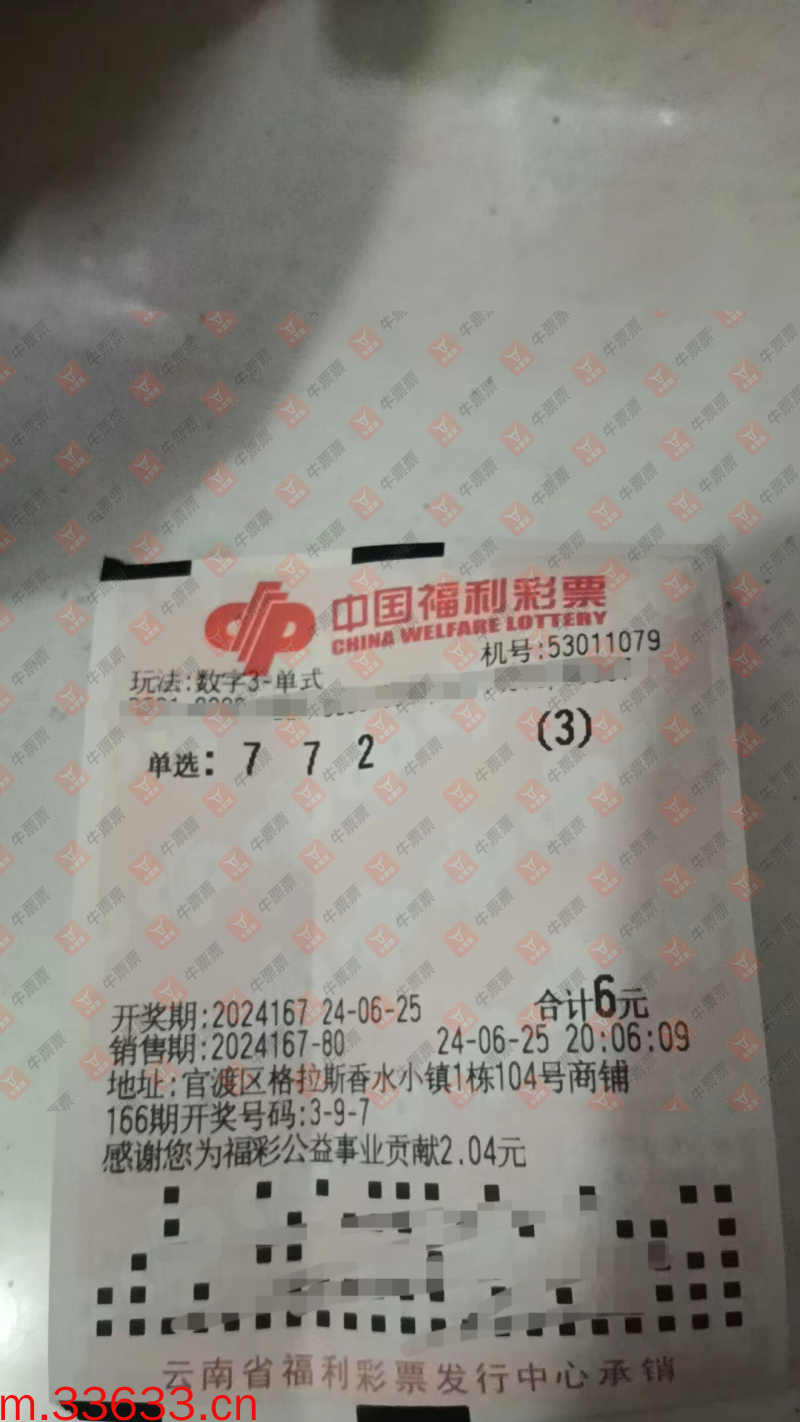 中国福利彩票
CHINA WELFARE LOTTERY
机号:53011079
玩法:数字3-单式
单选: 7 7 2 (3)
开奖期:2024167 24-06-25 合计6元
销售期:2024167-80 24-06-25 20:06:09
地址:官渡区格拉斯香水小镇1栋104号商铺
166期开奖号码:3-9-7
感谢您为福彩公益事业贡献2.04元
云南省福利彩票发行中心承销
m.33633.cn
牛票票